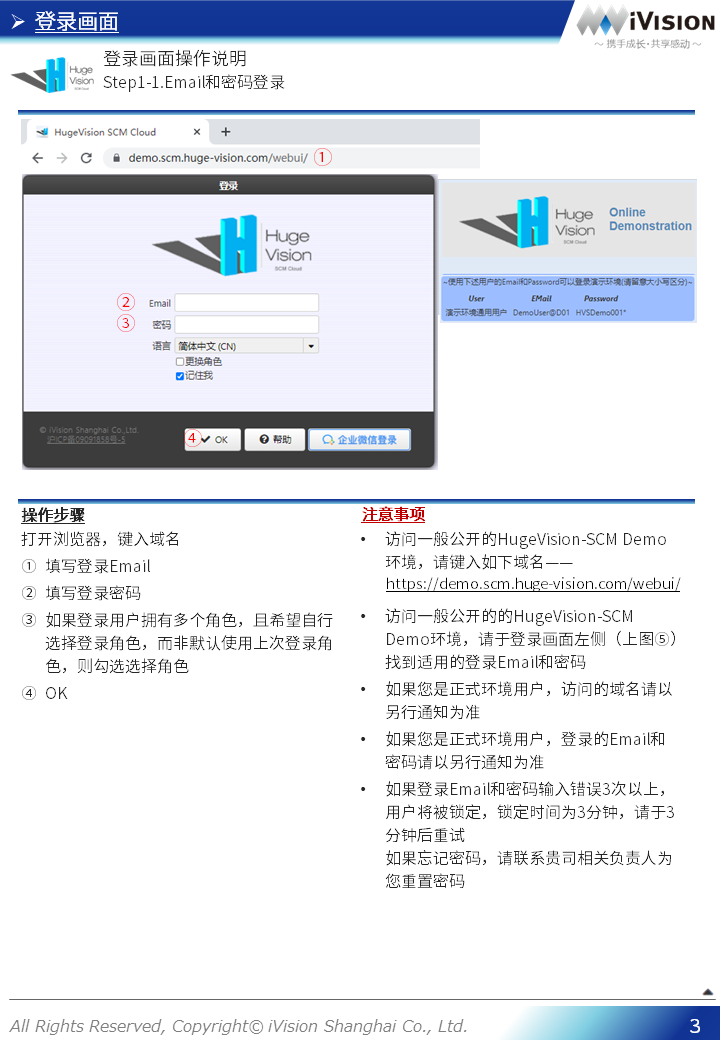 ➢ 登录画面
iVISION
～ 携手成长·共享感动 ～
Huge
Vision
SCM Cloud
登录画面操作说明
Step1-1.Email和密码登录
HugeVision SCM Cloud
demo.scm.huge-vision.com/webui/ ①
登录
Huge
Vision
SCM Cloud
② Email
③ 密码
语言 简体中文 (CN)
更换角色
记住我
© iVision Shanghai Co.,Ltd.
沪ICP备09091858号-5
④ OK
帮助
企业微信登录
Huge
Vision
SCM Cloud
Online
Demonstration
~使用下述用户的Email和Password可以登录演示环境(请留意大小写区分)~
User EMail Password
演示环境通用用户 DemoUser@D01 HVSDemo001*
操作步骤
打开浏览器，键入域名
① 填写登录Email
② 填写登录密码
③ 如果登录用户拥有多个角色，且希望自行
选择登录角色，而非默认使用上次登录角
色，则勾选选择角色
④ OK
注意事项
• 访问一般公开的HugeVision-SCM Demo
环境，请键入如下域名——
https://demo.scm.huge-vision.com/webui/
• 访问一般公开的的HugeVision-SCM
Demo环境，请于登录画面左侧（上图⑤）
找到适用的登录Email和密码
• 如果您是正式环境用户，访问的域名请以
另行通知为准
• 如果您是正式环境用户，登录的Email和
密码请以另行通知为准
• 如果登录Email和密码输入错误3次以上，
用户将被锁定，锁定时间为3分钟，请于3
分钟后重试
如果忘记密码，请联系贵司相关负责人为
您重置密码
All Rights Reserved, Copyright© iVision Shanghai Co., Ltd.
3